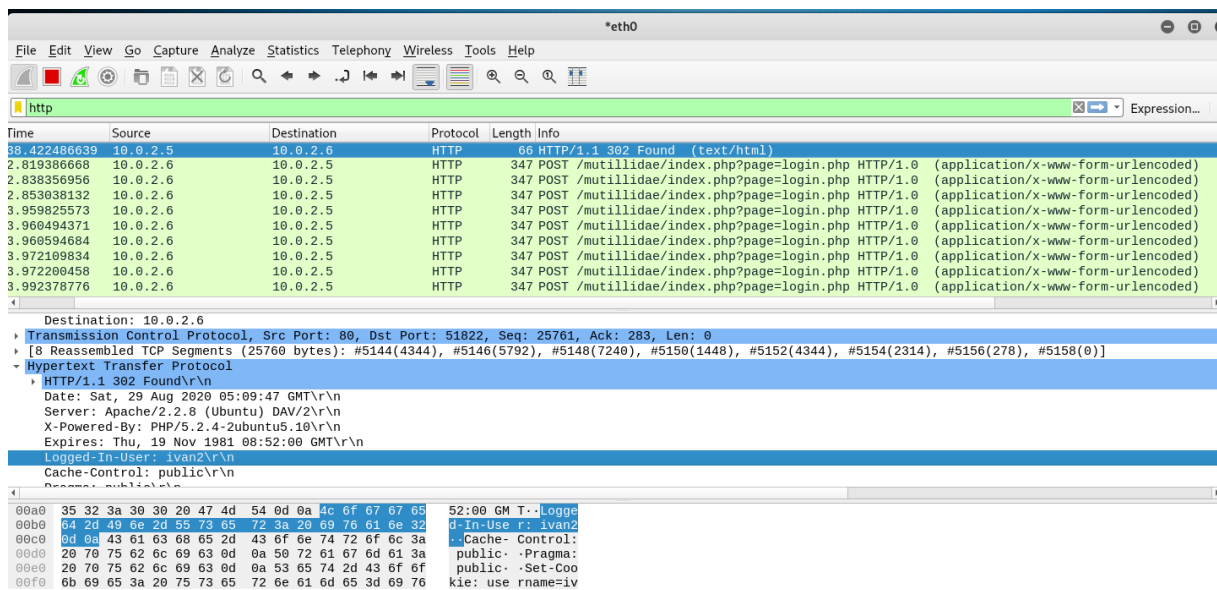 *eth0
File Edit View Go Capture Analyze Statistics Telephony Wireless Tools Help
http
Expression...
Time Source Destination Protocol Length Info
38.422486639 10.0.2.5 10.0.2.6 HTTP 66 HTTP/1.1 302 Found (text/html)
2.819386668 10.0.2.6 10.0.2.5 HTTP 347 POST /mutillidae/index.php?page=login.php HTTP/1.0 (application/x-www-form-urlencoded)
2.838356956 10.0.2.6 10.0.2.5 HTTP 347 POST /mutillidae/index.php?page=login.php HTTP/1.0 (application/x-www-form-urlencoded)
2.853038132 10.0.2.6 10.0.2.5 HTTP 347 POST /mutillidae/index.php?page=login.php HTTP/1.0 (application/x-www-form-urlencoded)
3.959825573 10.0.2.6 10.0.2.5 HTTP 347 POST /mutillidae/index.php?page=login.php HTTP/1.0 (application/x-www-form-urlencoded)
3.960494371 10.0.2.6 10.0.2.5 HTTP 347 POST /mutillidae/index.php?page=login.php HTTP/1.0 (application/x-www-form-urlencoded)
3.960594684 10.0.2.6 10.0.2.5 HTTP 347 POST /mutillidae/index.php?page=login.php HTTP/1.0 (application/x-www-form-urlencoded)
3.972109834 10.0.2.6 10.0.2.5 HTTP 347 POST /mutillidae/index.php?page=login.php HTTP/1.0 (application/x-www-form-urlencoded)
3.972200458 10.0.2.6 10.0.2.5 HTTP 347 POST /mutillidae/index.php?page=login.php HTTP/1.0 (application/x-www-form-urlencoded)
3.992378776 10.0.2.6 10.0.2.5 HTTP 347 POST /mutillidae/index.php?page=login.php HTTP/1.0 (application/x-www-form-urlencoded)
Destination: 10.0.2.6
Transmission Control Protocol, Src Port: 80, Dst Port: 51822, Seq: 25761, Ack: 283, Len: 0
[8 Reassembled TCP Segments (25760 bytes): #5144(4344), #5146(5792), #5148(7240), #5150(1448), #5152(4344), #5154(2314), #5156(278), #5158(0)]
Hypertext Transfer Protocol
HTTP/1.1 302 Found\r\n
Date: Sat, 29 Aug 2020 05:09:47 GMT\r\n
Server: Apache/2.2.8 (Ubuntu) DAV/2\r\n
X-Powered-By: PHP/5.2.4-2ubuntu5.10\r\n
Expires: Thu, 19 Nov 1981 08:52:00 GMT\r\n
Logged-In-User: ivan2\r\n
Cache-Control: public\r\n
Pragma: public\r\n
00a0 35 32 3a 30 30 20 47 4d 54 0d 0a 4c 6f 67 67 65 52:00 GM T··Logge
00b0 64 2d 49 6e 2d 55 73 65 72 3a 20 69 76 61 6e 32 d-In-Use r: ivan2
00c0 0d 0a 43 61 63 68 65 2d 43 6f 6e 74 72 6f 6c 3a ··Cache- Control:
00d0 20 70 75 62 6c 69 63 0d 0a 50 72 61 67 6d 61 3a public· ·Pragma:
00e0 20 70 75 62 6c 69 63 0d 0a 53 65 74 2d 43 6f 6f public· ·Set-Coo
00f0 6b 69 65 3a 20 75 73 65 72 6e 61 6d 65 3d 69 76 kie: use rname=iv